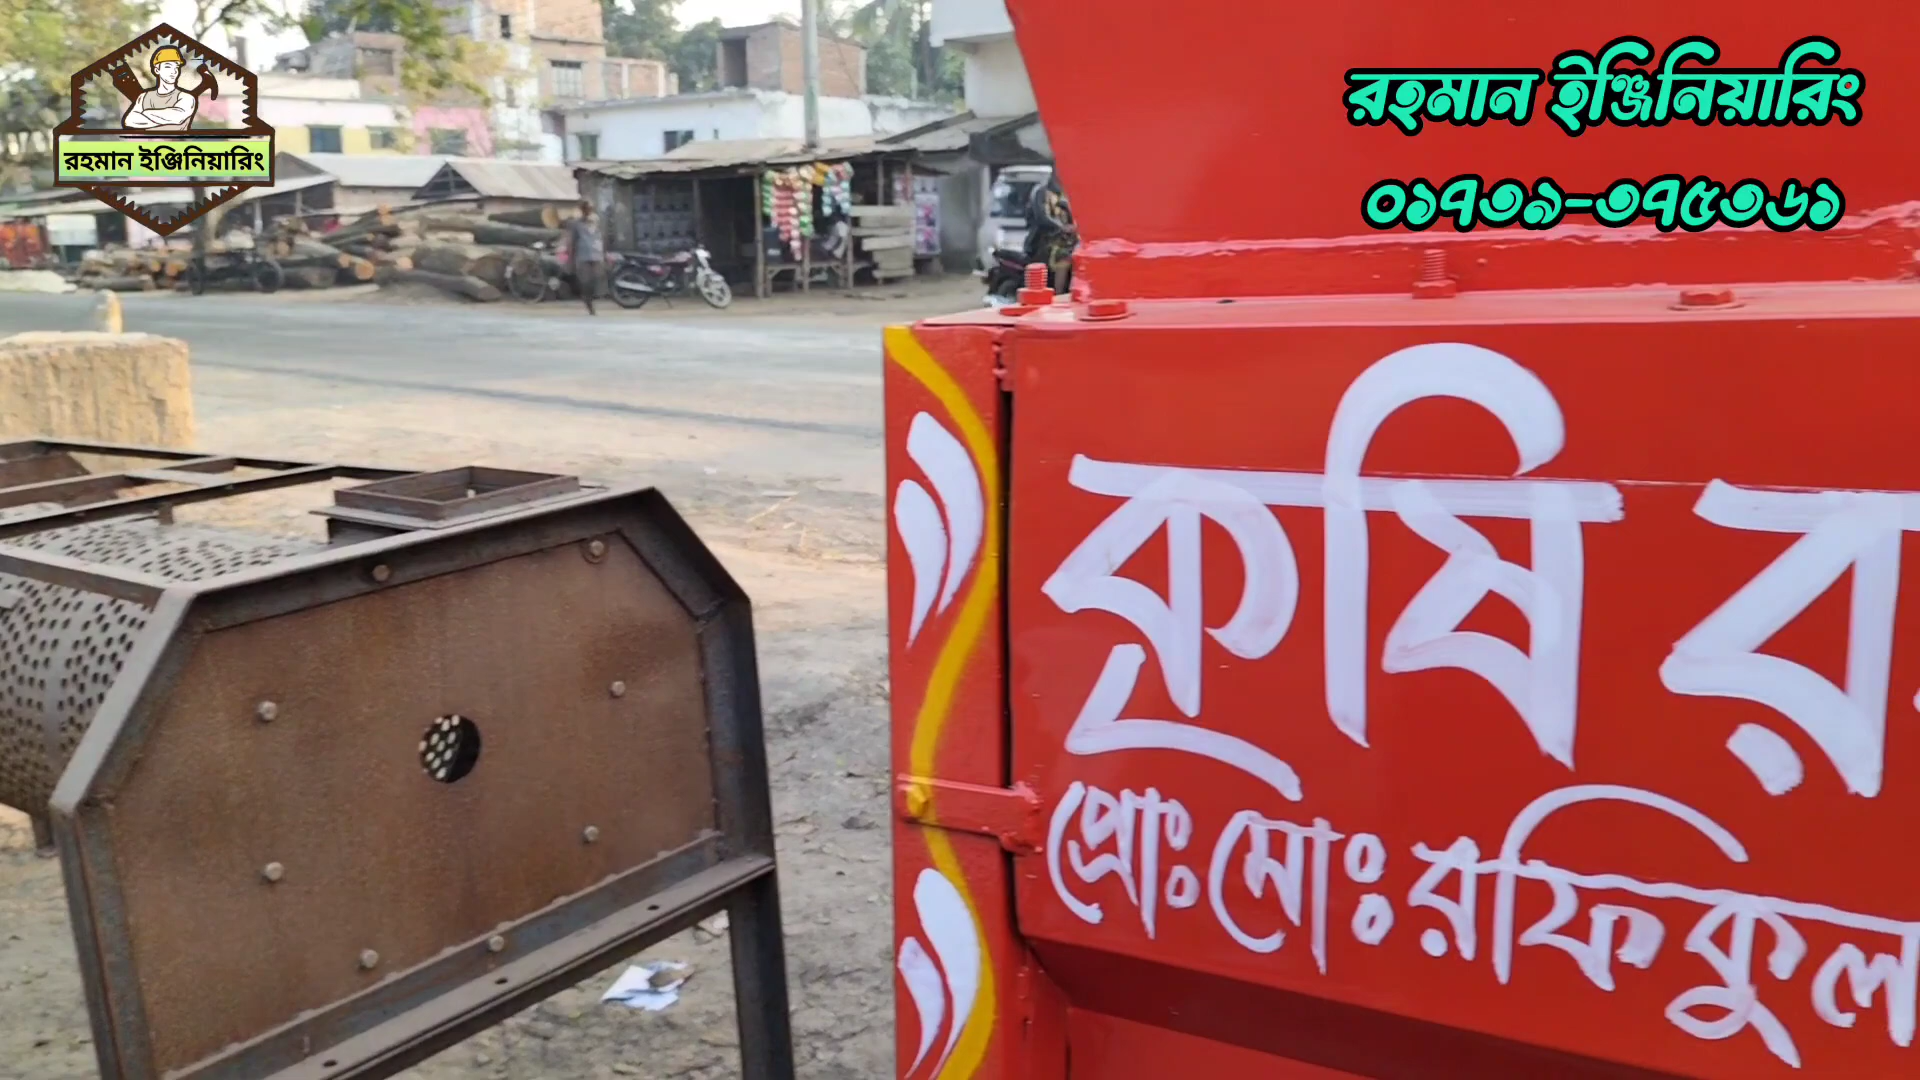 রহমান ইঞ্জিনিয়ারিং
রহমান ইঞ্জিনিয়ারিং
০১৭৩৯-৩৭৫৩৬১
কৃষি
প্রোঃ মোঃ রফিকুল